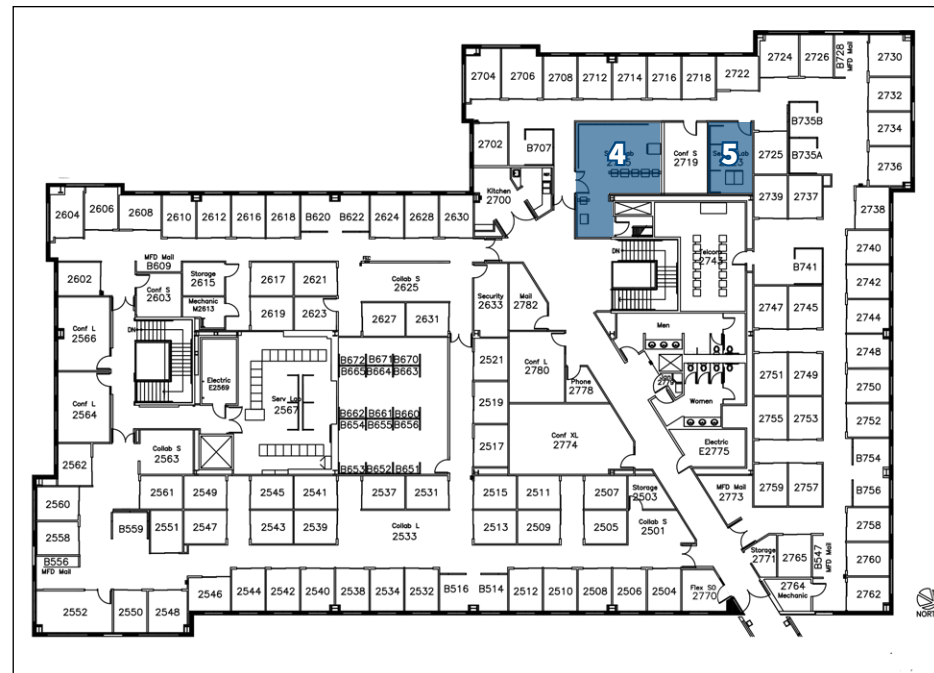 2724
2726
B728
MFD Mail
2730
2704
2706
2708
2712
2714
2716
2718
2722
2732
2734
2736
B735B
B735A
2702
B707
4
Conf S
2719
5
2725
Kitchen
2700
2739
2737
2738
2604
2606
2608
2610
2612
2616
2618
B620
B622
2624
2628
2630
DN
Telcom
2743
B741
2740
2742
2744
2602
MFD Mail
B609
Conf S
2603
Storage
2615
Mechanic
M2613
2617
2621
2619
2623
Collab S
2625
2627
2631
Security
2633
Mail
2782
2747
2745
Men
Conf L
2566
DN
Electric
E2569
Serv Lab
2567
B672
B671
B670
B665
B664
B663
2521
Conf L
2780
Phone
2778
Women
2751
2749
2748
2750
Conf L
2564
B662
B661
B660
B654
B655
B656
2519
2517
Conf XL
2774
Electric
E2775
2755
2753
2752
Collab S
2563
B653
B652
B651
2562
B754
2560
2561
2549
2545
2541
2537
2531
2515
2511
2507
Storage
2503
MFD Mail
2773
2759
2757
B756
2558
B559
2551
2547
2543
2539
Collab L
2533
2513
2509
2505
Collab S
2501
2758
B556
MFD Mail
Storage
2771
2765
B547
MFD Mail
2760
2552
2550
2548
2546
2544
2542
2540
2538
2534
2532
B516
B514
2512
2510
2508
2506
2504
Flex SO
2770
2764
Mechanic
2762
NORTH